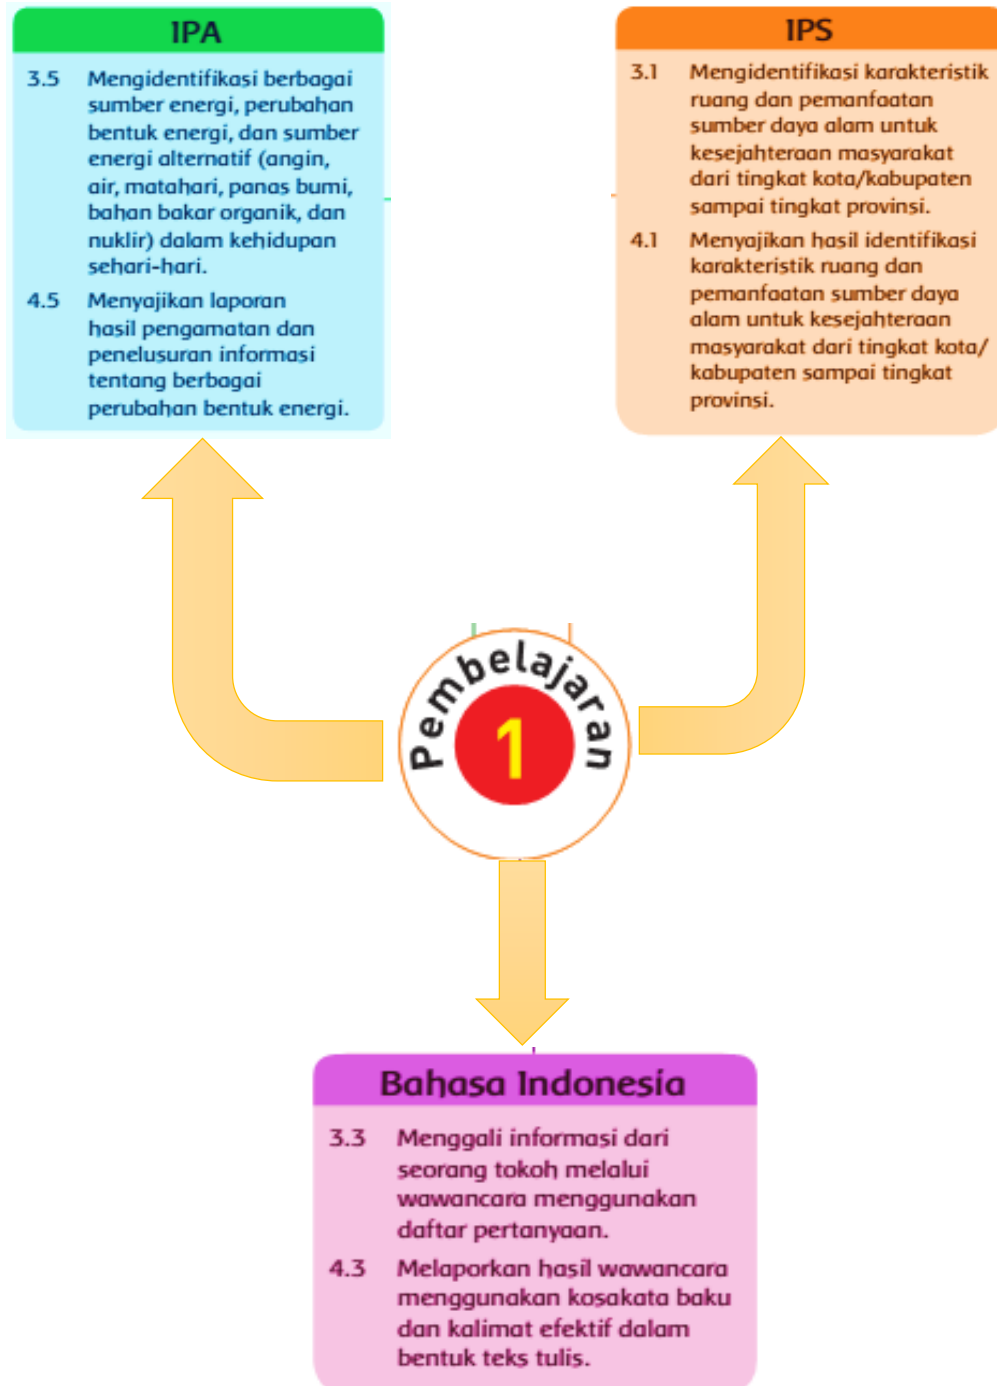 IPA
3.5 Mengidentifikasi berbagai
sumber energi, perubahan
bentuk energi, dan sumber
energi alternatif (angin,
air, matahari, panas bumi,
bahan bakar organik, dan
nuklir) dalam kehidupan
sehari-hari.
4.5 Menyajikan laporan
hasil pengamatan dan
penelusuran informasi
tentang berbagai
perubahan bentuk energi.
IPS
3.1 Mengidentifikasi karakteristik
ruang dan pemanfaatan
sumber daya alam untuk
kesejahteraan masyarakat
dari tingkat kota/kabupaten
sampai tingkat provinsi.
4.1 Menyajikan hasil identifikasi
karakteristik ruang dan
pemanfaatan sumber daya
alam untuk kesejahteraan
masyarakat dari tingkat kota/
kabupaten sampai tingkat
provinsi.
Pembelajaran
1
Bahasa Indonesia
3.3 Menggali informasi dari
seorang tokoh melalui
wawancara menggunakan
daftar pertanyaan.
4.3 Melaporkan hasil wawancara
menggunakan kosakata baku
dan kalimat efektif dalam
bentuk teks tulis.